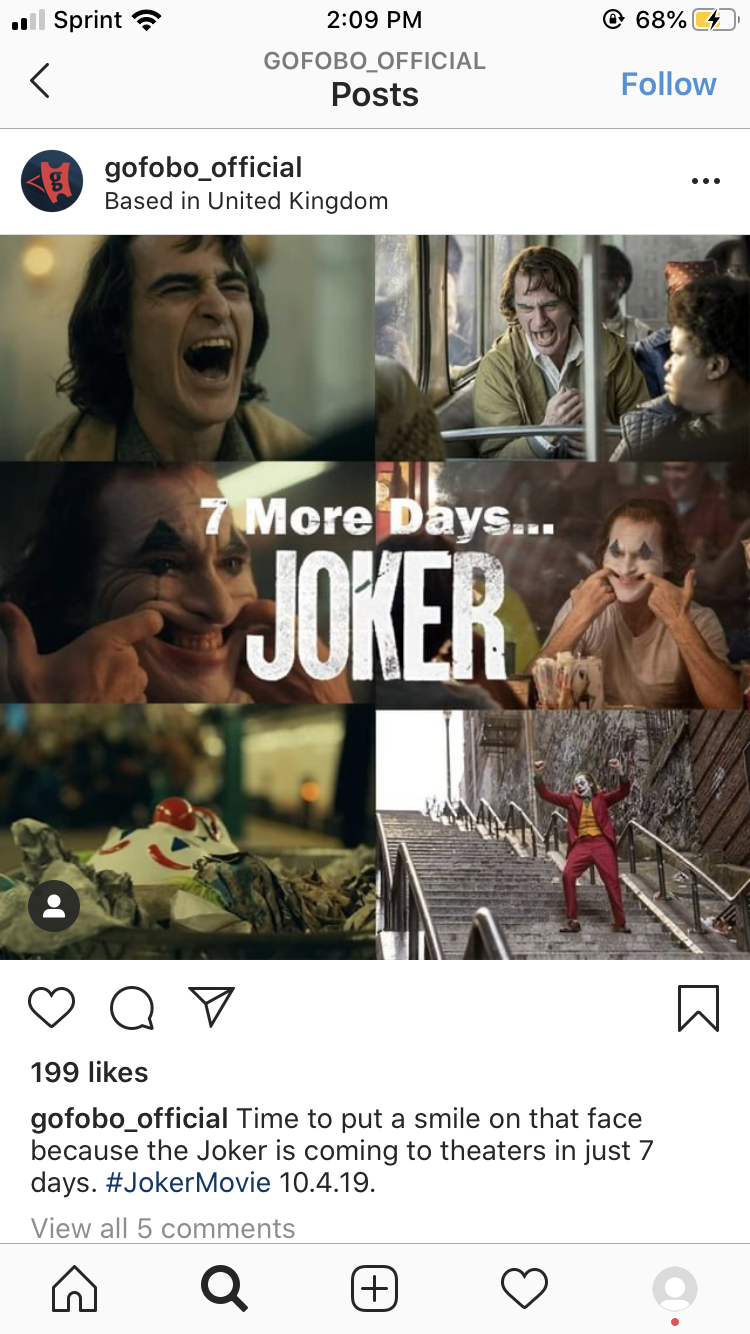 Sprint 2:09 PM 68%
GOFOBO_OFFICIAL
Posts
Follow
gofobo_official
Based in United Kingdom
7 More Days...
JOKER
199 likes
gofobo_official Time to put a smile on that face
because the Joker is coming to theaters in just 7
days. #JokerMovie 10.4.19.
View all 5 comments